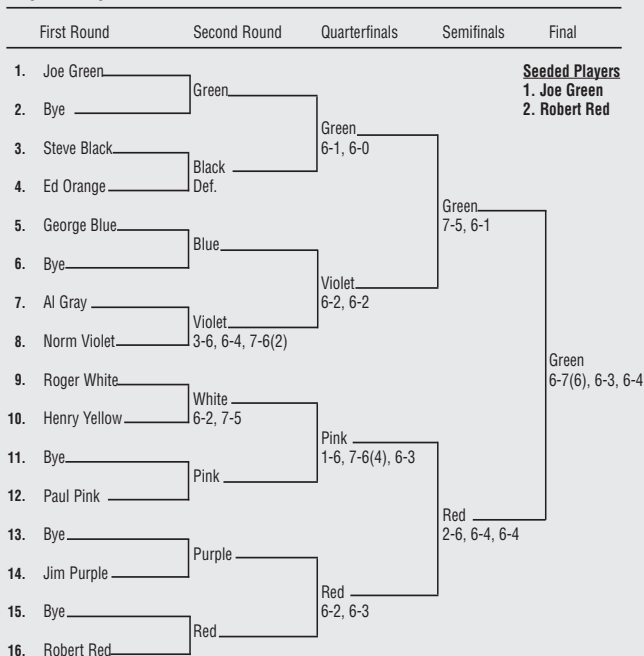 First Round Second Round Quarterfinals Semifinals Final
1. Joe Green
2. Bye
3. Steve Black
4. Ed Orange
5. George Blue
6. Bye
7. Al Gray
8. Norm Violet
9. Roger White
10. Henry Yellow
11. Bye
12. Paul Pink
13. Bye
14. Jim Purple
15. Bye
16. Robert Red
Green
Black
Def.
Blue
Violet
3-6, 6-4, 7-6(2)
White
6-2, 7-5
Pink
Purple
Red
Green
6-1, 6-0
Violet
6-2, 6-2
Pink
1-6, 7-6(4), 6-3
Red
6-2, 6-3
Green
7-5, 6-1
Red
2-6, 6-4, 6-4
Green
6-7(6), 6-3, 6-4
Seeded Players
1. Joe Green
2. Robert Red